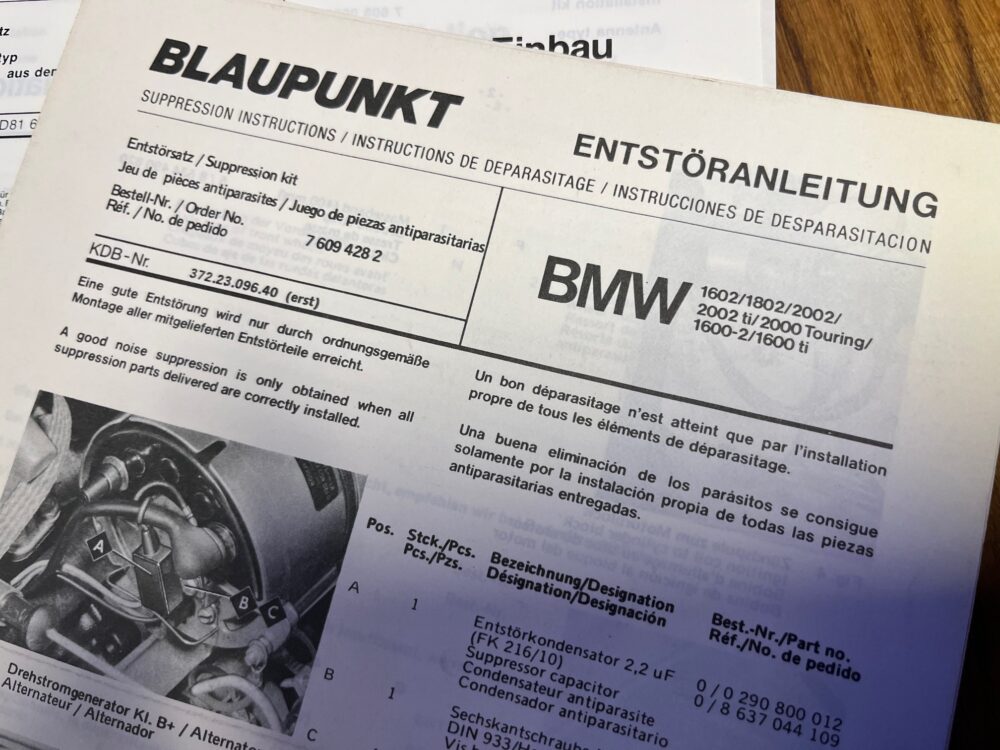 tz
typ
aus der
D81 6
Einbau
BLAUPUNKT
ENTSTÖRANLEITUNG
SUPPRESSION INSTRUCTIONS / INSTRUCTIONS DE DEPARASITAGE / INSTRUCCIONES DE DESPARASITACION
Entstörsatz / Suppression kit
Jeu de pièces antiparasites / Juego de piezas antiparasitarias
Bestell-Nr. / Order No.
Réf. / No. de pedido
7 609 428 2
KDB-Nr.
372.23.096.40 (erst)
BMW
1602/1802/2002/
2002 ti/2000 Touring/
1600-2/1600 ti
Eine gute Entstörung wird nur durch ordnungsgemäße
Montage aller mitgelieferten Entstörteile erreicht.
A good noise suppression is only obtained when all
suppression parts delivered are correctly installed.
Un bon déparasitage n'est atteint que par l'installation
propre de tous les éléments de déparasitage.
Una buena eliminación de los parásitos se consigue
solamente por la instalación propia de todas las piezas
antiparasitarias entregadas.
A
B
C
Drehstromgenerator Kl. B+ /
Alternateur / Alternador
Pos.
Stck./Pcs.
Pcs./Pzs.
Bezeichnung/Designation
Désignation/Designación
Best.-Nr./Part no.
Réf./No. de pedido
A
1
Entstörkondensator 2,2 uF
(FK 216/10)
Suppressor capacitor
Condensateur antiparasite
Condensador antiparasitario
0 / 0 290 800 012
0 / 8 637 044 109
B
1
Sechskantschraube
DIN 933/
C